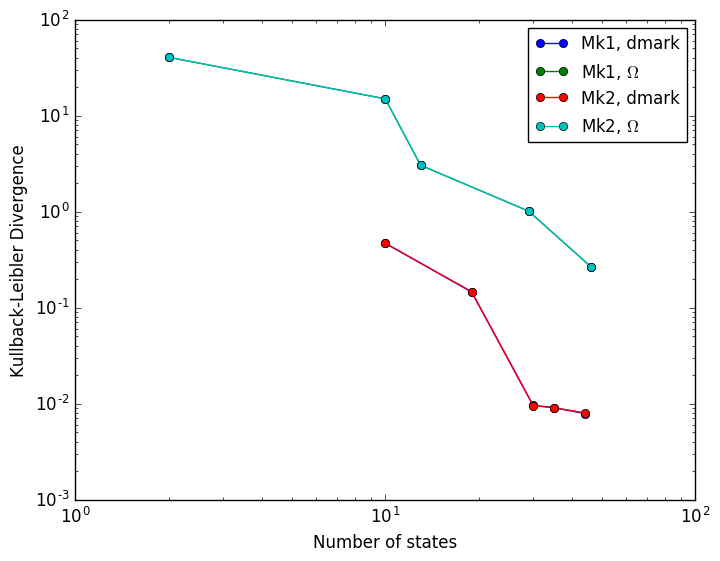 10^2
10^1
10^0
10^-1
10^-2
10^-3
Kullback-Leibler Divergence
Mk1, dmark
Mk1, Ω
Mk2, dmark
Mk2, Ω
10^0 10^1 10^2
Number of states